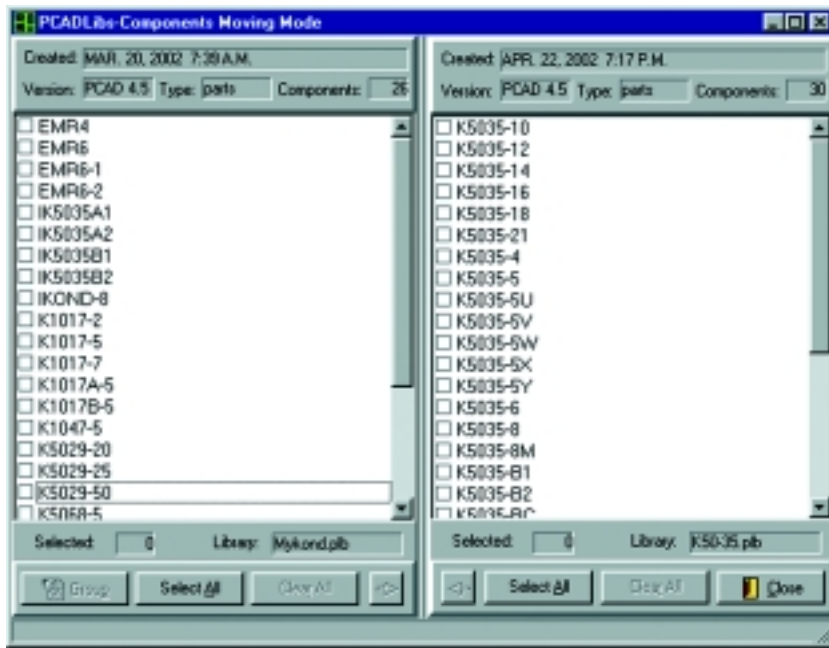 PCADLibs-Components Moving Mode
Created: MAR. 20, 2002 7:39 A.M.
Version: PCAD 4.5 Type: parts Components: 26
EMR4
EMR6
EMR6-1
EMR6-2
IK5035A1
IK5035A2
IK5035B1
IK5035B2
IKOND-8
K1017-2
K1017-5
K1017-7
K1017A-5
K1017B-5
K1047-5
K5029-20
K5029-25
K5029-50
K5068-5
Selected: 0 Library: Mykond.plb
Group Select All Clear All
Created: APR. 22, 2002 7:17 P.M.
Version: PCAD 4.5 Type: parts Components: 30
K5035-10
K5035-12
K5035-14
K5035-16
K5035-18
K5035-21
K5035-4
K5035-5
K5035-5U
K5035-5V
K5035-5W
K5035-5X
K5035-5Y
K5035-6
K5035-8
K5035-8M
K5035-B1
K5035-B2
K5035-BC
Selected: 0 Library: K50-35.plb
Select All Clear All Close